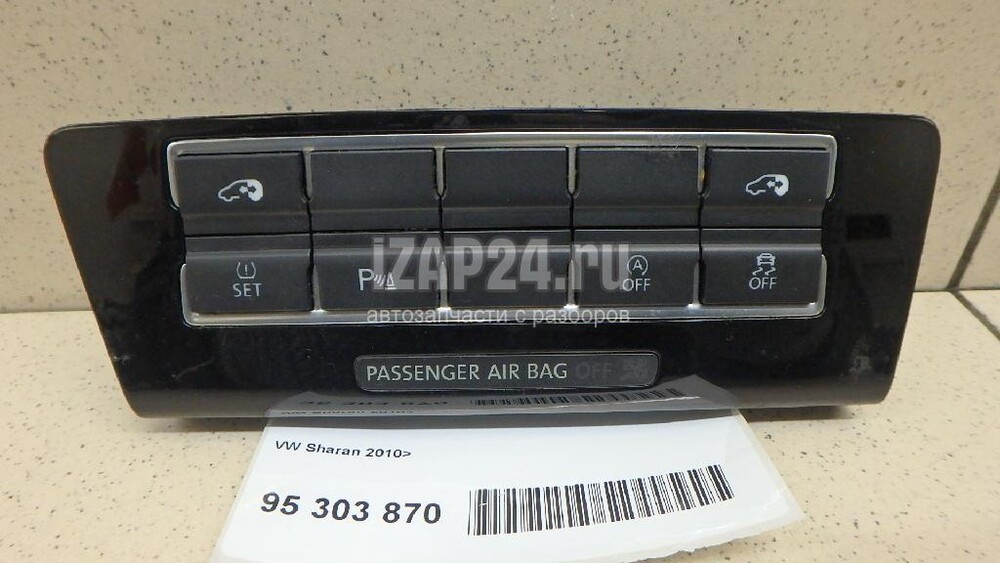 iZAP24.ru
SET
P
A
OFF
OFF
автозапчасти с разборов
PASSENGER AIR BAG OFF
VW Sharan 2010>
95 303 870